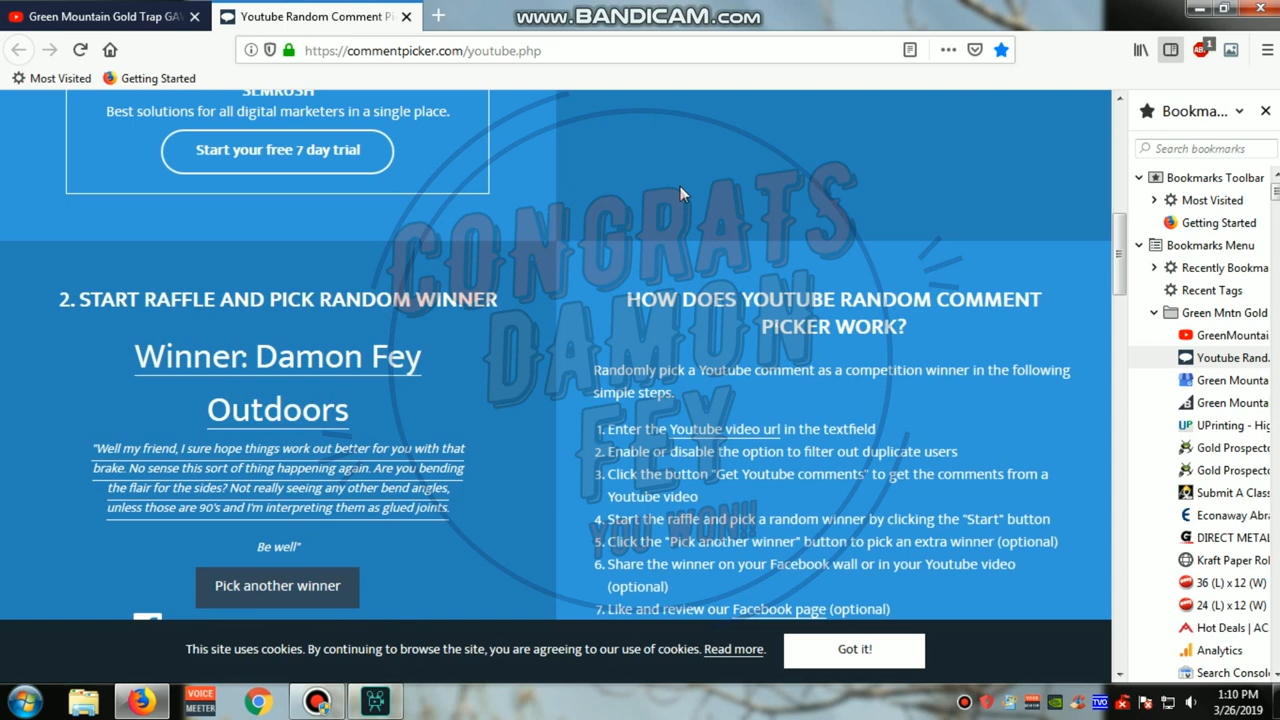 Green Mountain Gold Trap GAV
Youtube Random Comment Pi
www.BANDICAM.com
https://commentpicker.com/youtube.php
Most Visited
Getting Started
Bookma...
Search bookmarks
Bookmarks Toolbar
Most Visited
Getting Started
Bookmarks Menu
Recently Bookma
Recent Tags
Green Mntn Gold
GreenMountai
Youtube Rand.
Green Mounta
Green Mounta
UPrinting - Hig
Gold Prospecto
Gold Prospecto
Submit A Class
Econaway Abra
DIRECT METAL
Kraft Paper Rol
36 (L) x 12 (W)
24 (L) x 12 (W)
Hot Deals | AC
Analytics
Search Consol
SEMRUSH
Best solutions for all digital marketers in a single place.
Start your free 7 day trial
2. START RAFFLE AND PICK RANDOM WINNER
Winner: Damon Fey
Outdoors
"Well my friend, I sure hope things work out better for you with that
brake. No sense this sort of thing happening again. Are you bending
the flair for the sides? Not really seeing any other bend angles,
unless those are 90's and I'm interpreting them as glued joints.
Be well"
Pick another winner
HOW DOES YOUTUBE RANDOM COMMENT
PICKER WORK?
Randomly pick a Youtube comment as a competition winner in the following
simple steps.
1. Enter the Youtube video url in the textfield
2. Enable or disable the option to filter out duplicate users
3. Click the button "Get Youtube comments" to get the comments from a
Youtube video
4. Start the raffle and pick a random winner by clicking the "Start" button
5. Click the "Pick another winner" button to pick an extra winner (optional)
6. Share the winner on your Facebook wall or in your Youtube video
(optional)
7. Like and review our Facebook page (optional)
CONGRATS
DAMON
FEY
YOU WON!!
This site uses cookies. By continuing to browse the site, you are agreeing to our use of cookies. Read more.
Got it!
VOICE
MEETER
1:10 PM
3/26/2019